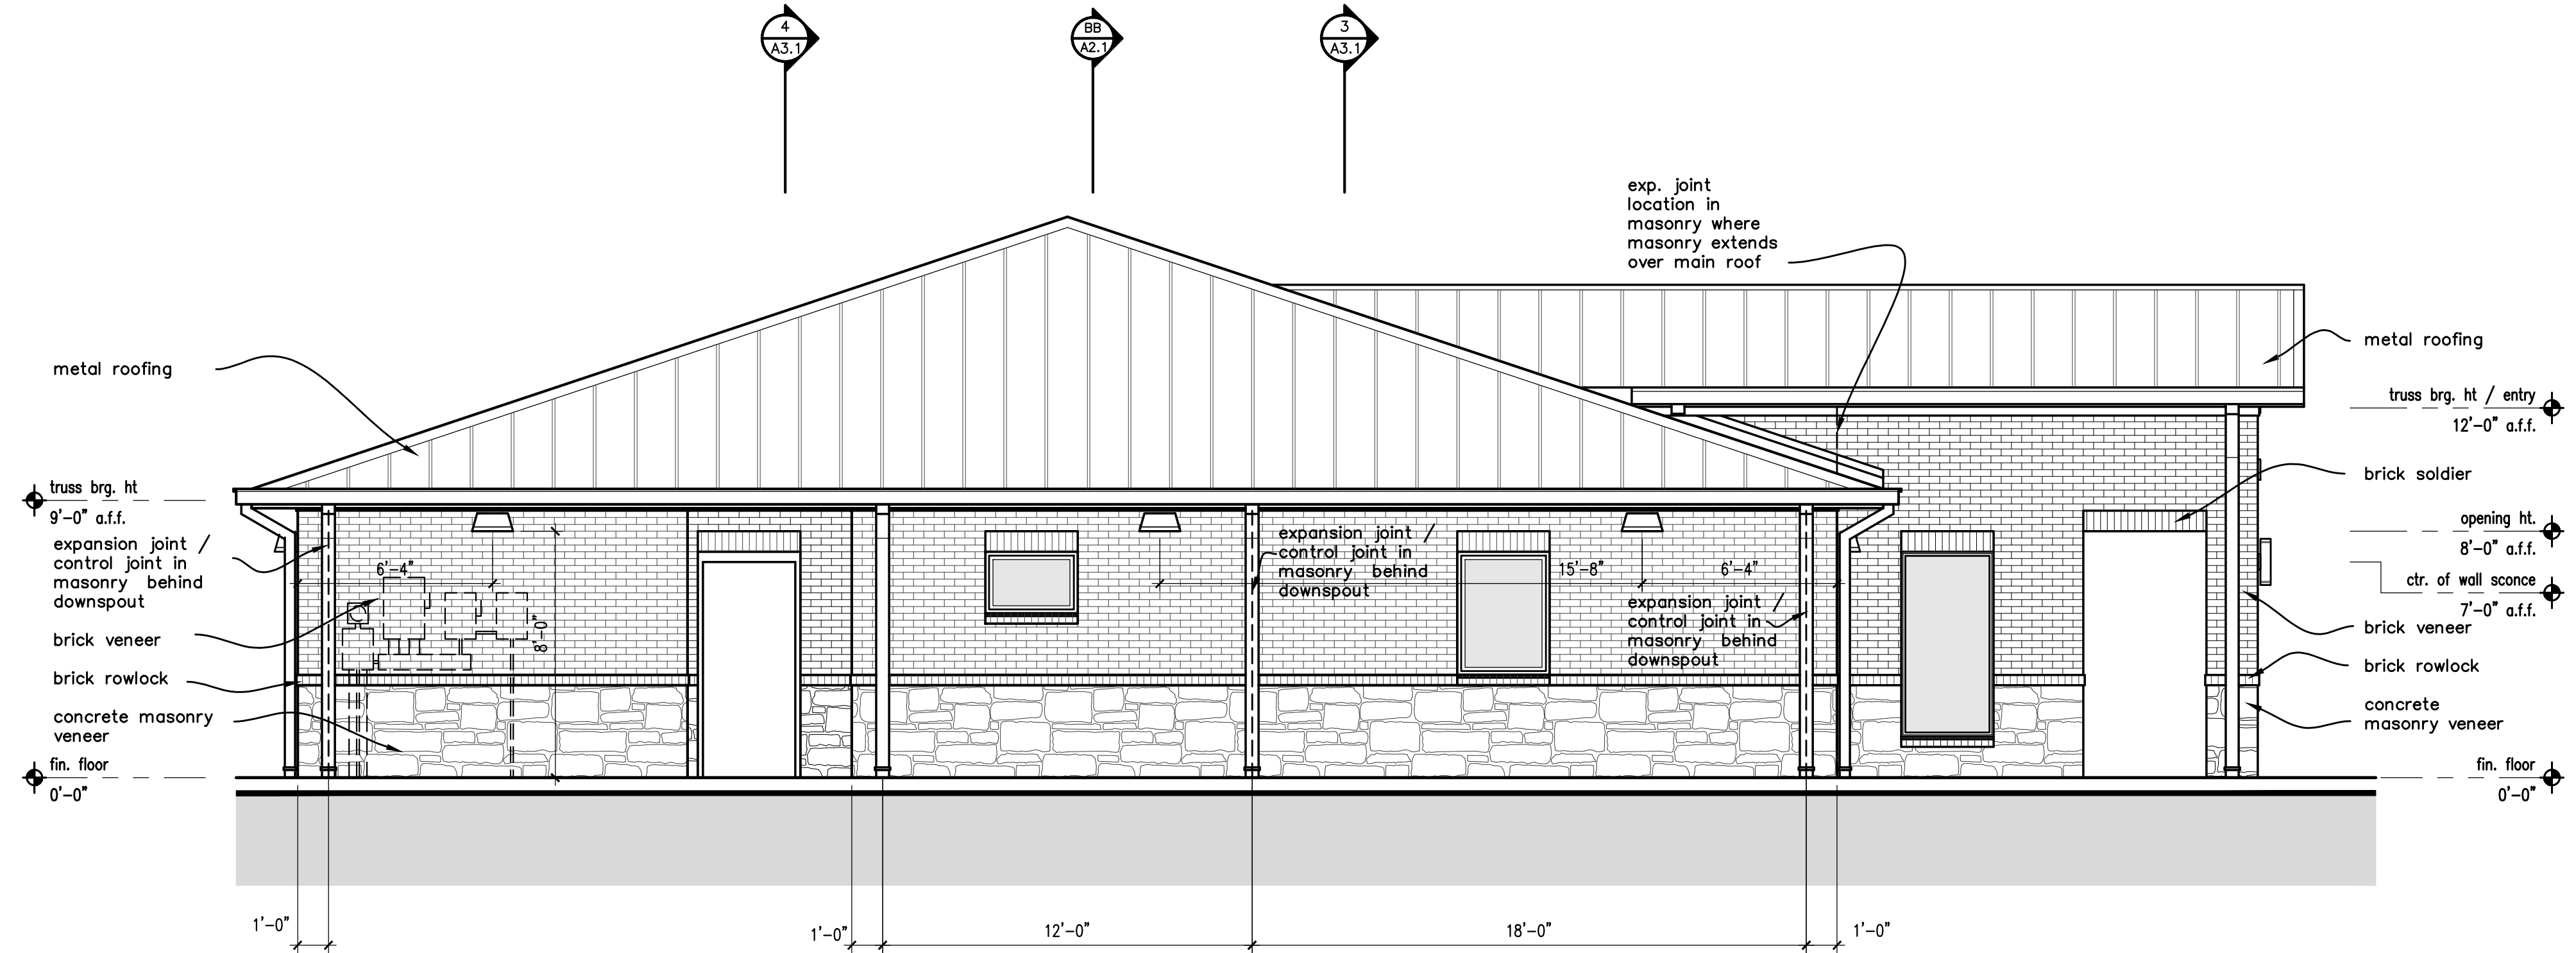 4
A3.1
BB
A2.1
3
A3.1
exp. joint
location in
masonry where
masonry extends
over main roof
metal roofing
metal roofing
truss brg. ht / entry
12'-0" a.f.f.
brick soldier
truss brg. ht
9'-0" a.f.f.
opening ht.
8'-0" a.f.f.
expansion joint /
control joint in
masonry behind
downspout
6'-4"
8'-0"
expansion joint /
control joint in
masonry behind
downspout
15'-8"
6'-4"
expansion joint /
control joint in
masonry behind
downspout
ctr. of wall sconce
7'-0" a.f.f.
brick veneer
brick veneer
brick rowlock
brick rowlock
concrete masonry
veneer
concrete
masonry veneer
fin. floor
0'-0"
fin. floor
0'-0"
1'-0"
1'-0"
12'-0"
18'-0"
1'-0"